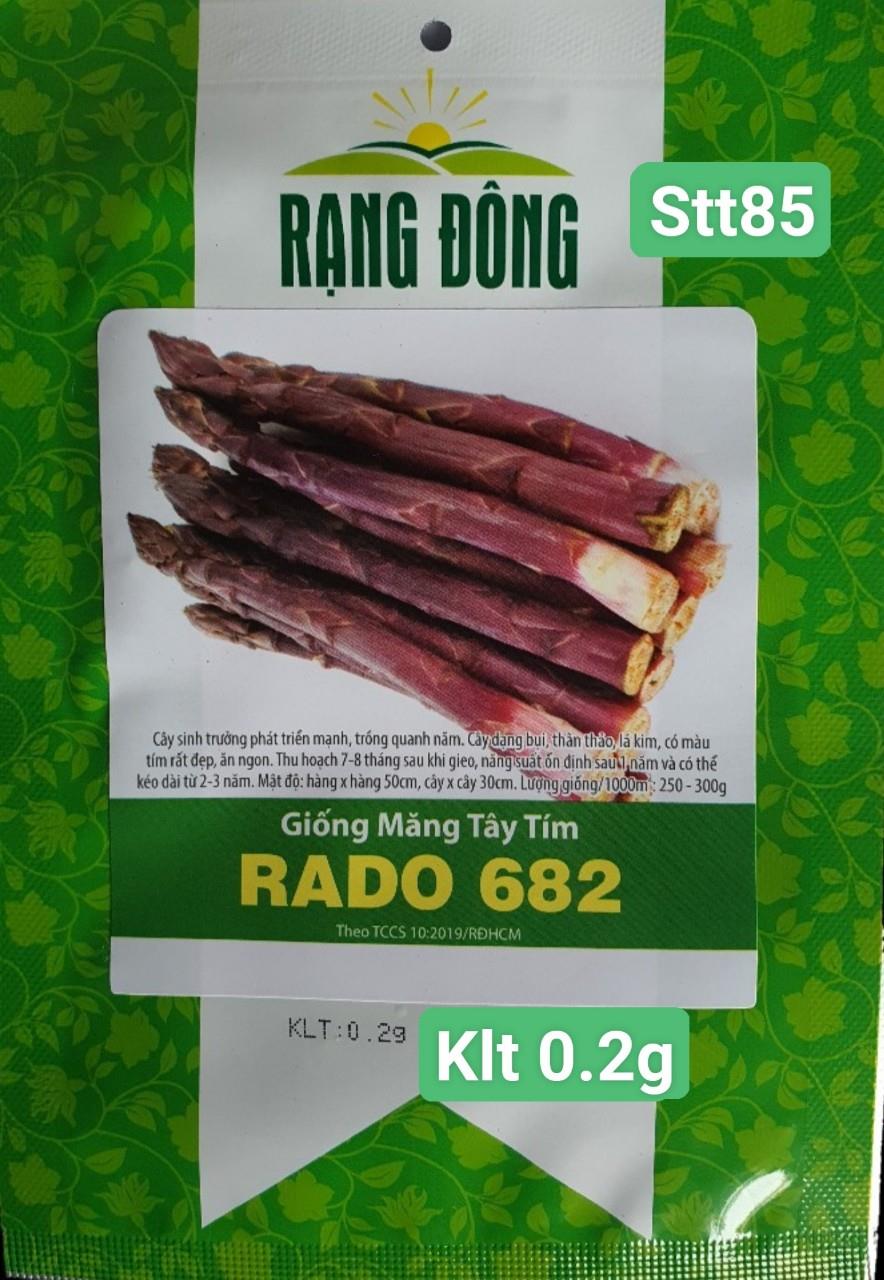 RẠNG ĐÔNG
Stt85
Cây sinh trưởng phát triển mạnh, trồng quanh năm. Cây dạng bụi, thân thảo, lá kim, có màu
tím rất đẹp, ăn ngon. Thu hoạch 7-8 tháng sau khi gieo, năng suất ổn định sau 1 năm và có thể
kéo dài từ 2-3 năm. Mật độ: hàng x hàng 50cm, cây x cây 30cm. Lượng giống/1000m²: 250 - 300g
Giống Măng Tây Tím
RADO 682
Theo TCCS 10:2019/RĐHCM
KLT:0.2g
Klt 0.2g